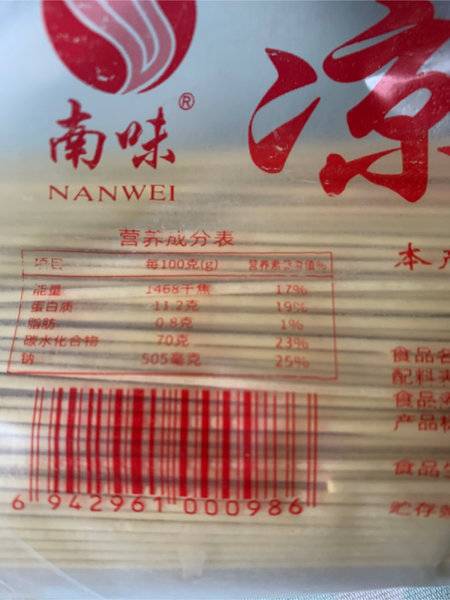 凉
南味®
NANWEI
营养成分表
项目 每100克(g) 营养素参考值%
能量 1468千焦 17%
蛋白质 11.2克 19%
脂肪 0.8克 1%
碳水化合物 70克 23%
钠 505毫克 25%
本产
食品名
配料
食品
产品标
食品生
贮存
6 942961 000986